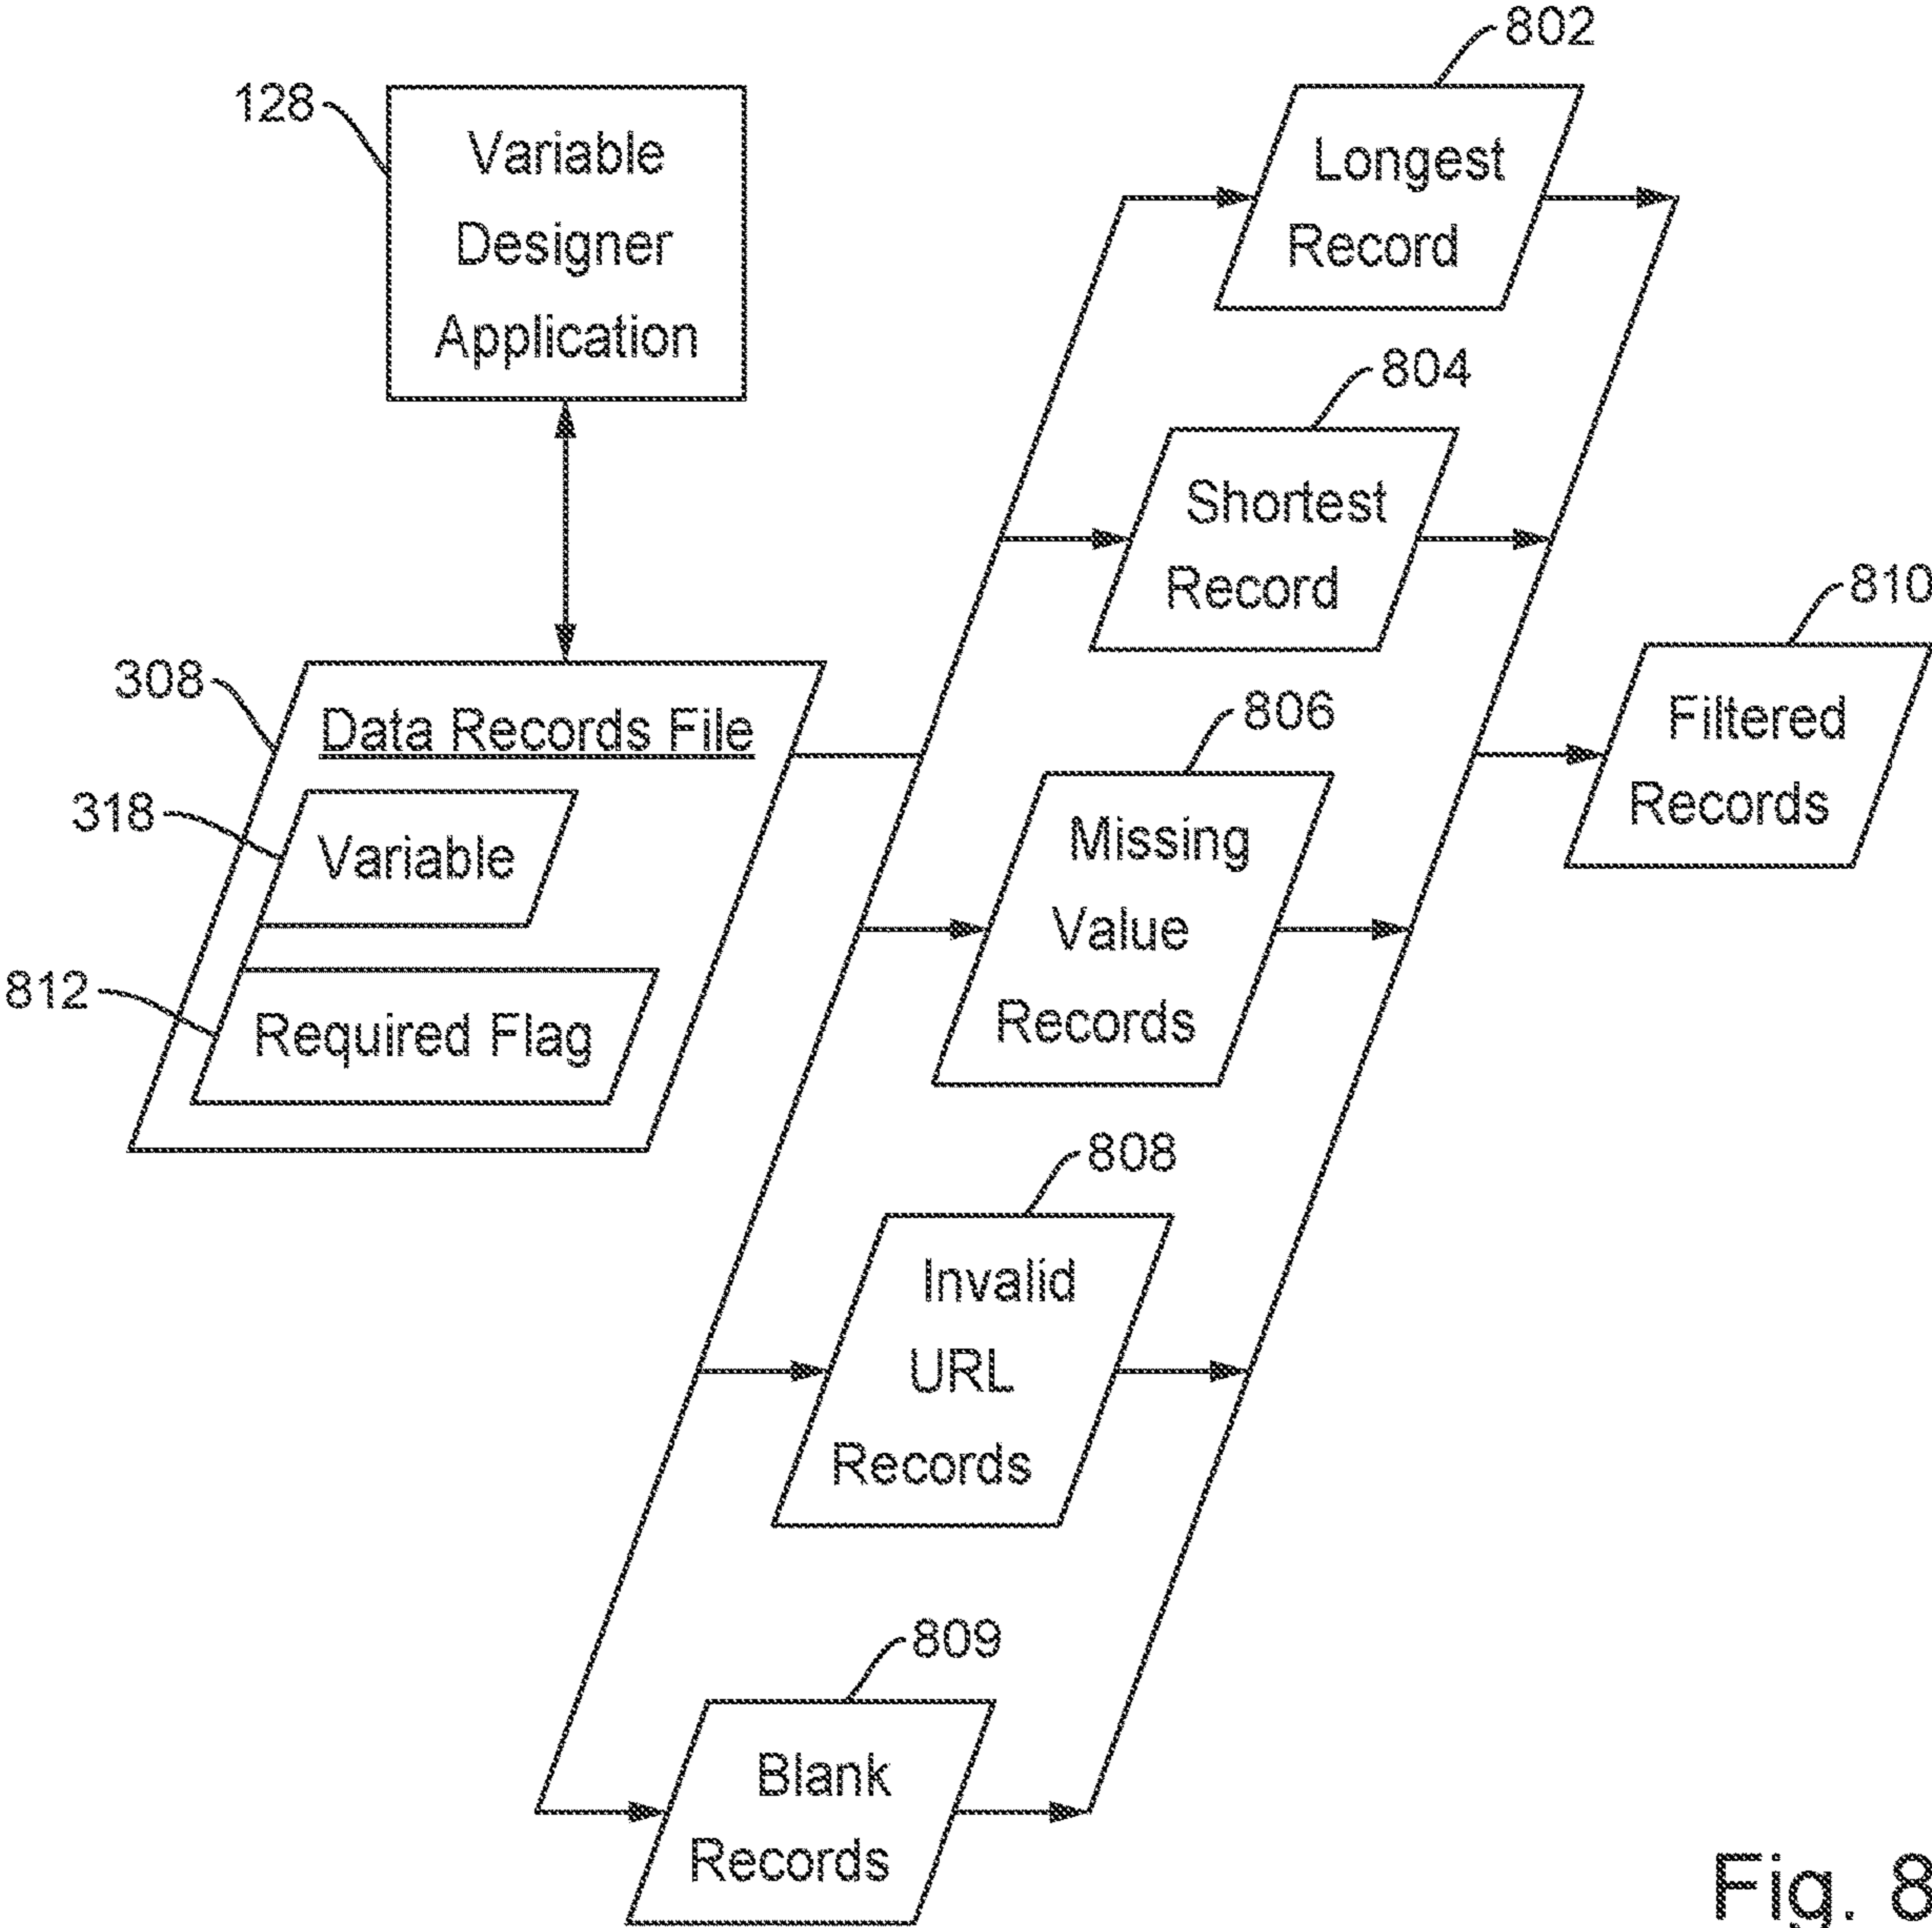 802
128
Variable
Designer
Application
Longest
Record
804
Shortest
Record
810
Filtered
Records
308
Data Records File
318
Variable
812
Required Flag
806
Missing
Value
Records
808
Invalid
URL
Records
809
Blank
Records
Fig. 8